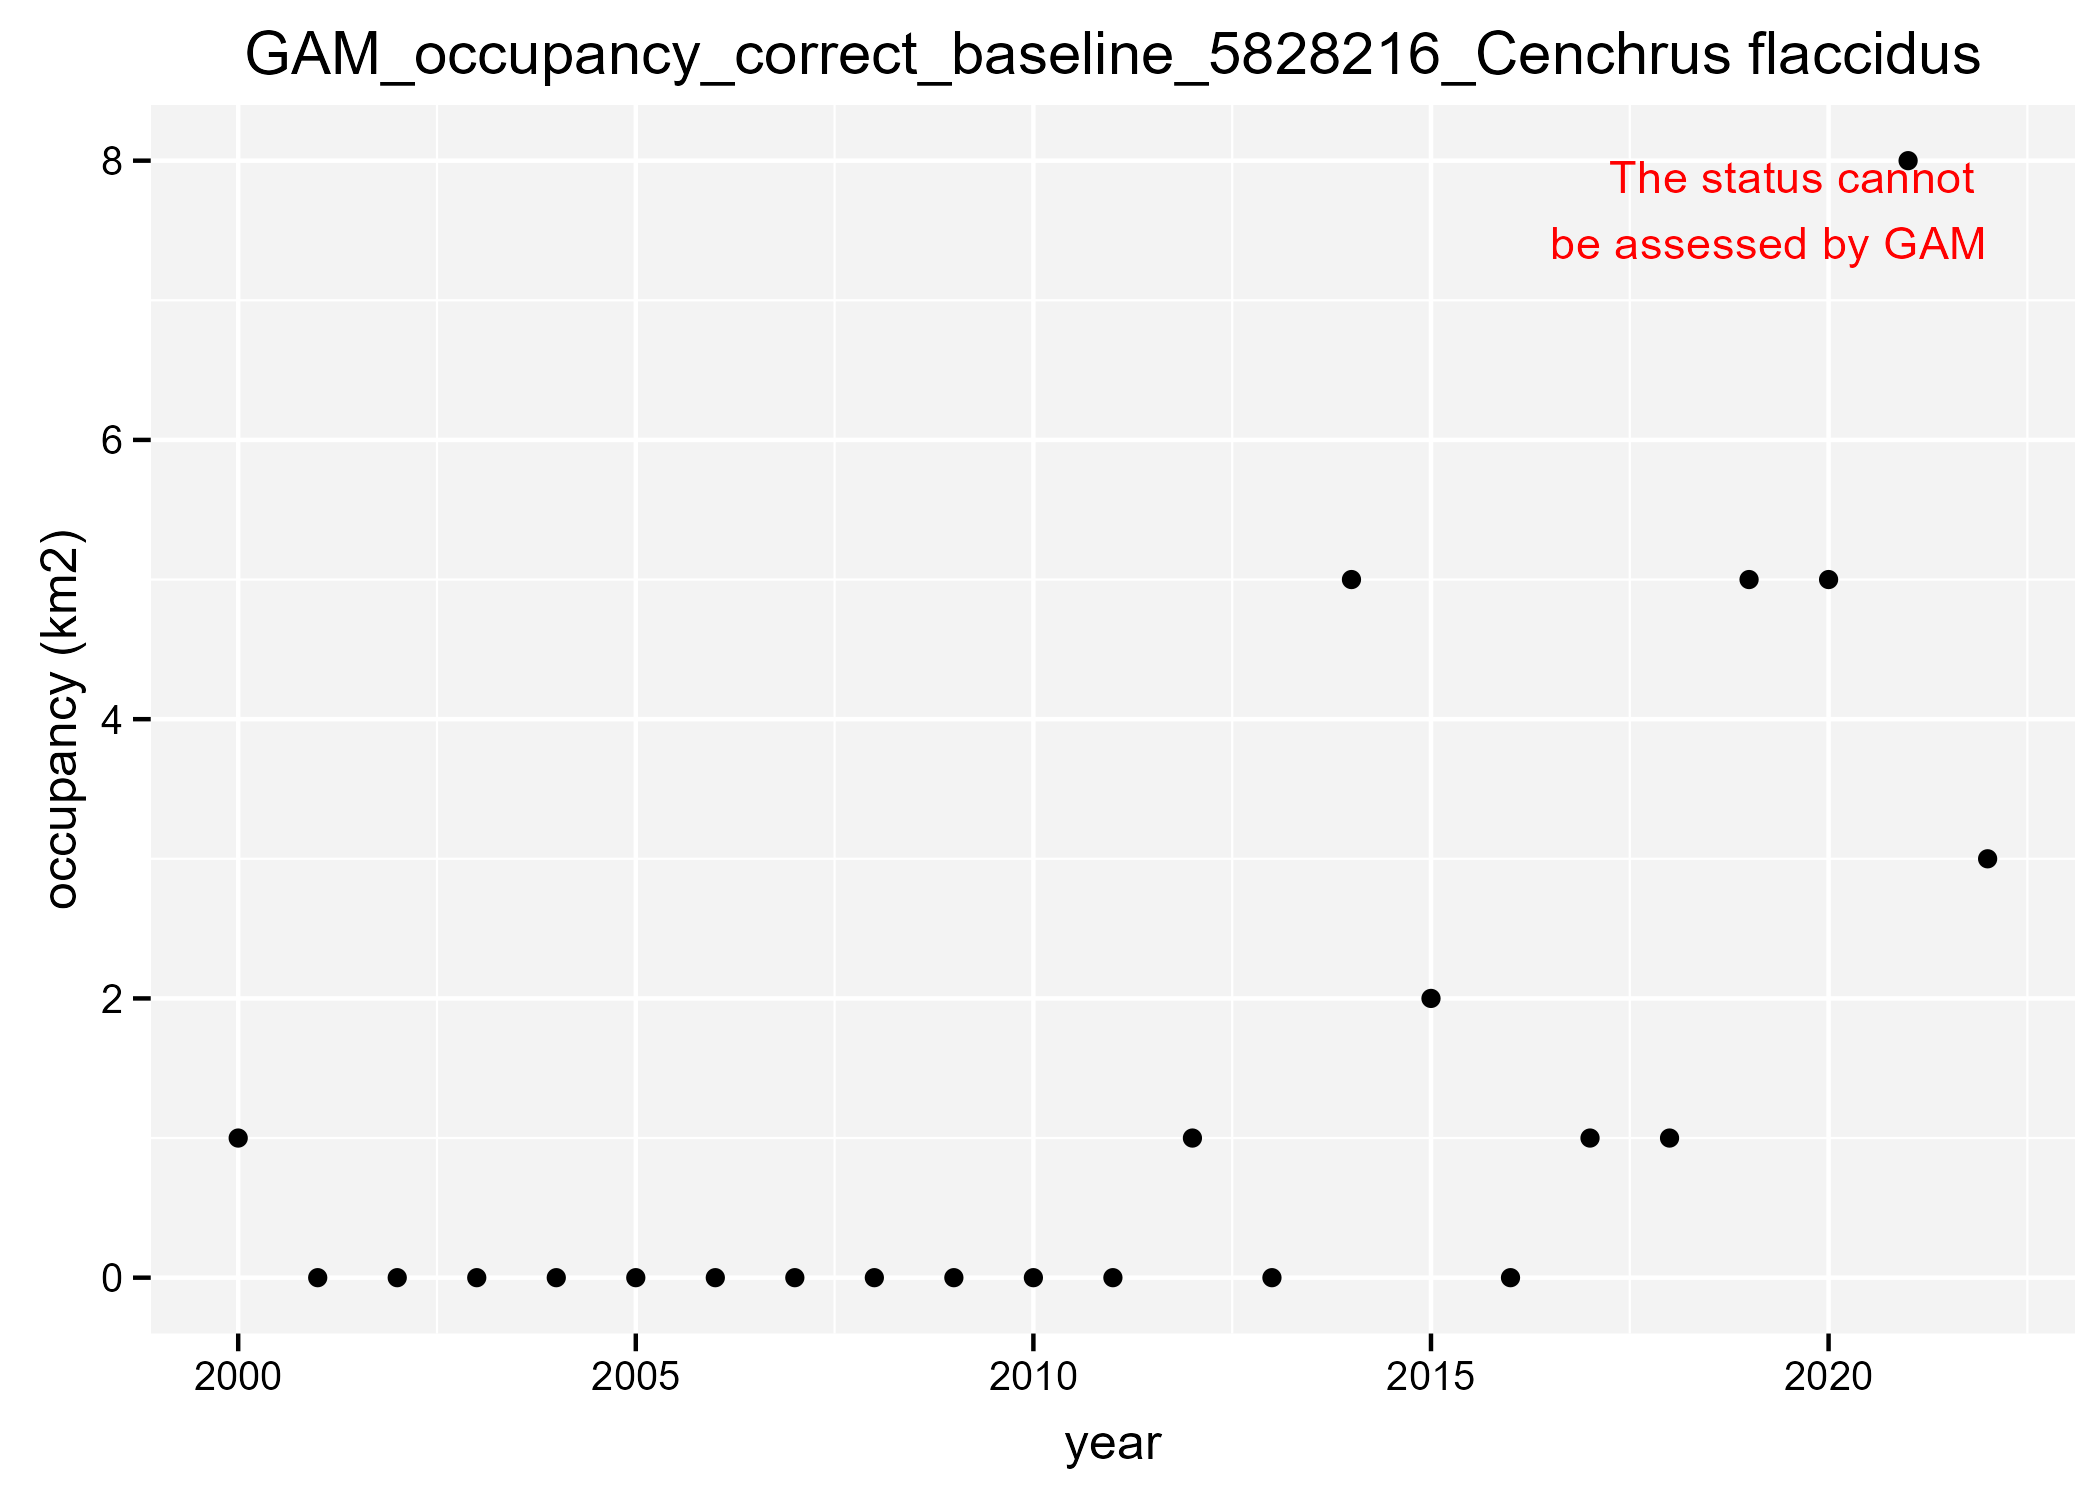 GAM_occupancy_correct_baseline_5828216_Cenchrus flaccidus
8
The status cannot
be assessed by GAM
6
occupancy (km2)
4
2
0
2000 2005 2010 2015 2020
year